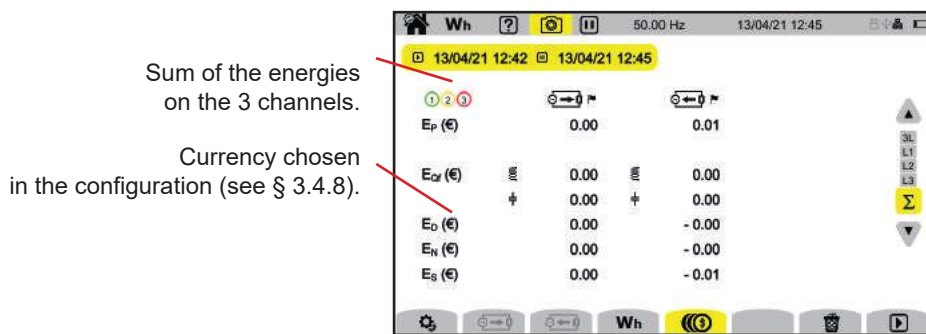 Wh ? 50.00 Hz 13/04/21 12:45
13/04/21 12:42 13/04/21 12:45
Sum of the energies
on the 3 channels.
1 2 3
EP (€) 0.00 0.01
3L
L1
L2
L3
Σ
Currency chosen
in the configuration (see § 3.4.8).
EQf (€) 0.00 0.00
0.00 0.00
ED (€) 0.00 - 0.00
EN (€) 0.00 - 0.00
ES (€) 0.00 - 0.01
Wh